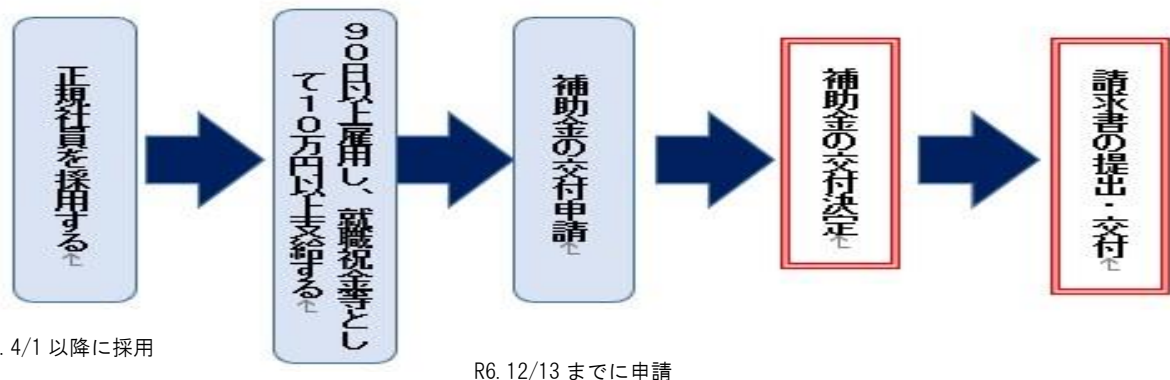 正規社員を採用する
90日以上雇用し、就職祝金等とし
て10万円以上支給する
補助金の交付申請
補助金の交付決定
請求書の提出・交付
. 4/1 以降に採用
R6. 12/13 までに申請